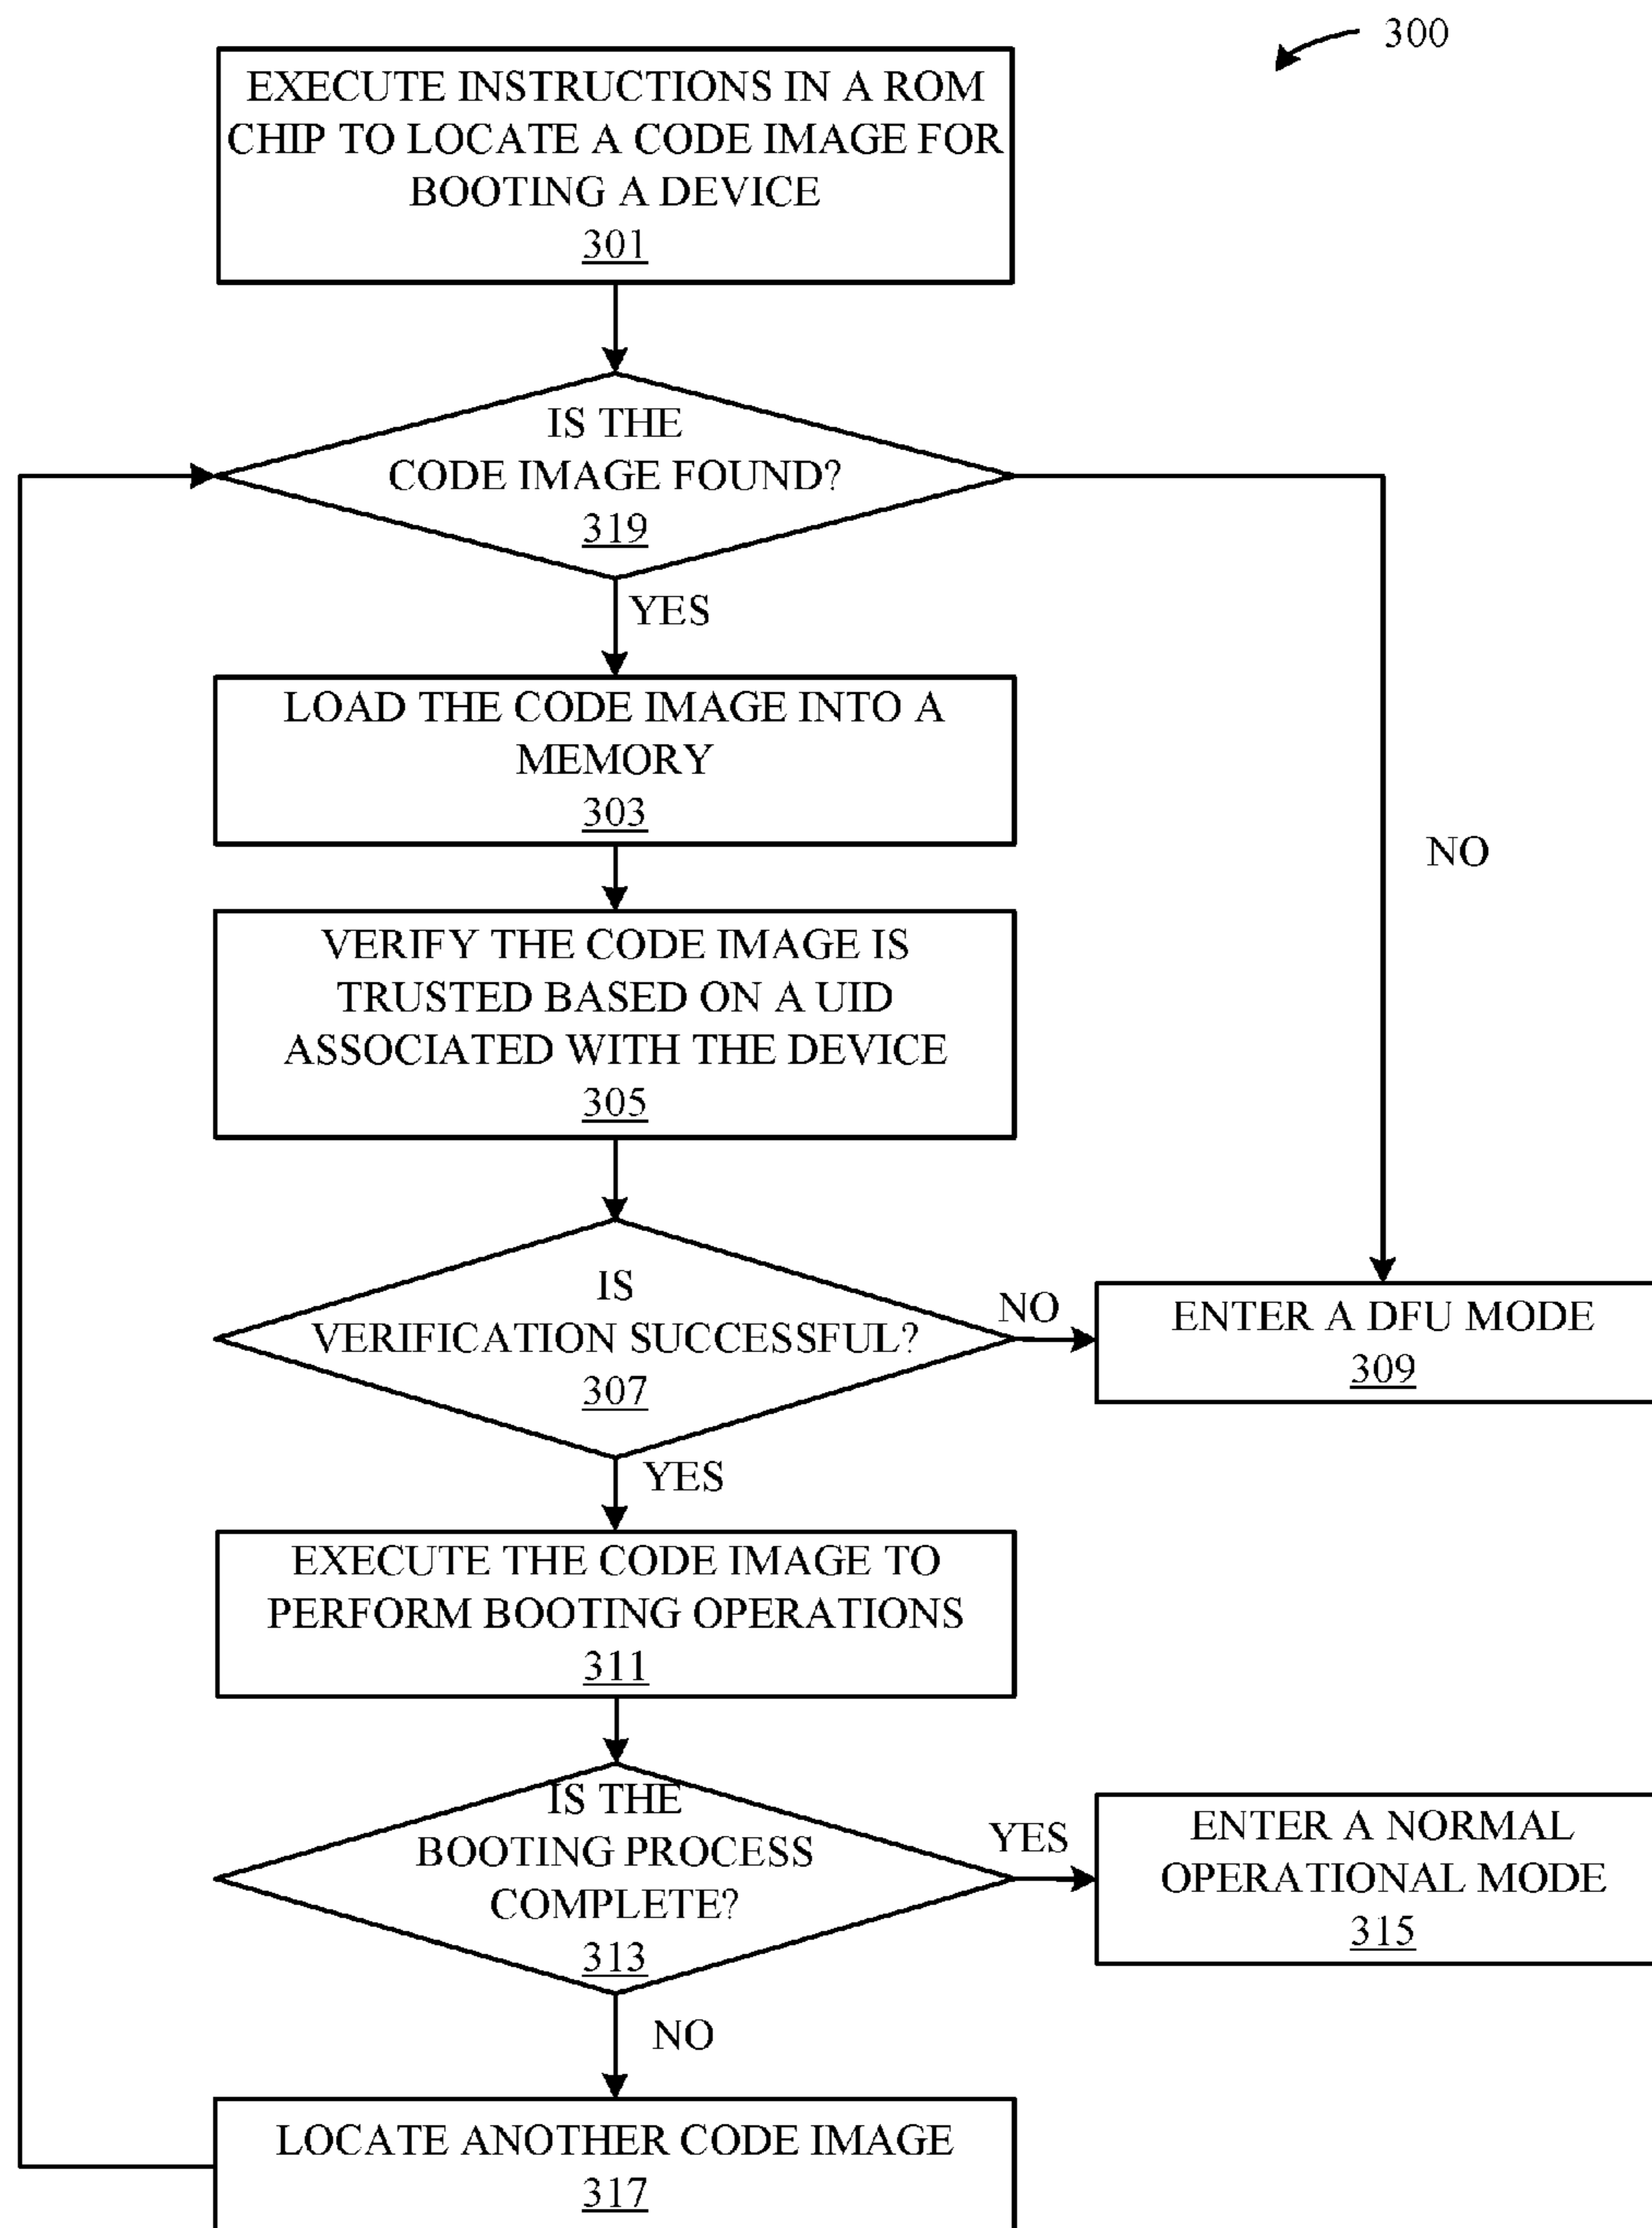 300
EXECUTE INSTRUCTIONS IN A ROM
CHIP TO LOCATE A CODE IMAGE FOR
BOOTING A DEVICE
301
IS THE
CODE IMAGE FOUND?
319
YES
NO
LOAD THE CODE IMAGE INTO A
MEMORY
303
VERIFY THE CODE IMAGE IS
TRUSTED BASED ON A UID
ASSOCIATED WITH THE DEVICE
305
IS
VERIFICATION SUCCESSFUL?
307
NO
ENTER A DFU MODE
309
YES
EXECUTE THE CODE IMAGE TO
PERFORM BOOTING OPERATIONS
311
IS THE
BOOTING PROCESS
COMPLETE?
313
YES
ENTER A NORMAL
OPERATIONAL MODE
315
NO
LOCATE ANOTHER CODE IMAGE
317